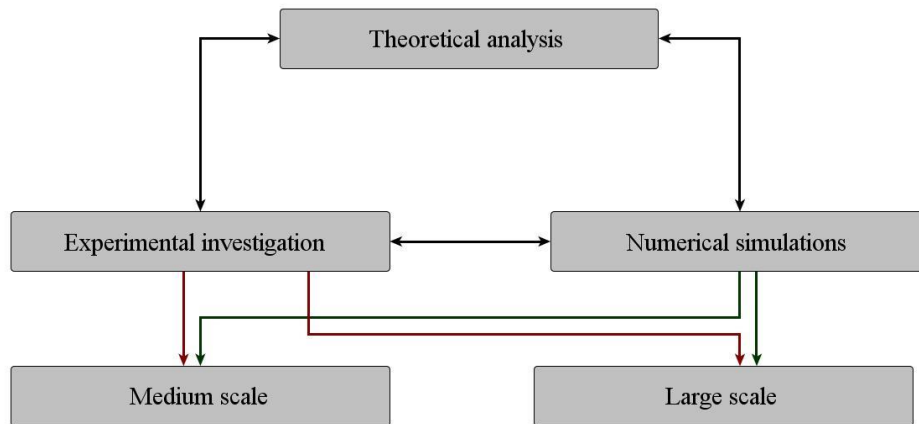 Theoretical analysis
Experimental investigation
Numerical simulations
Medium scale
Large scale